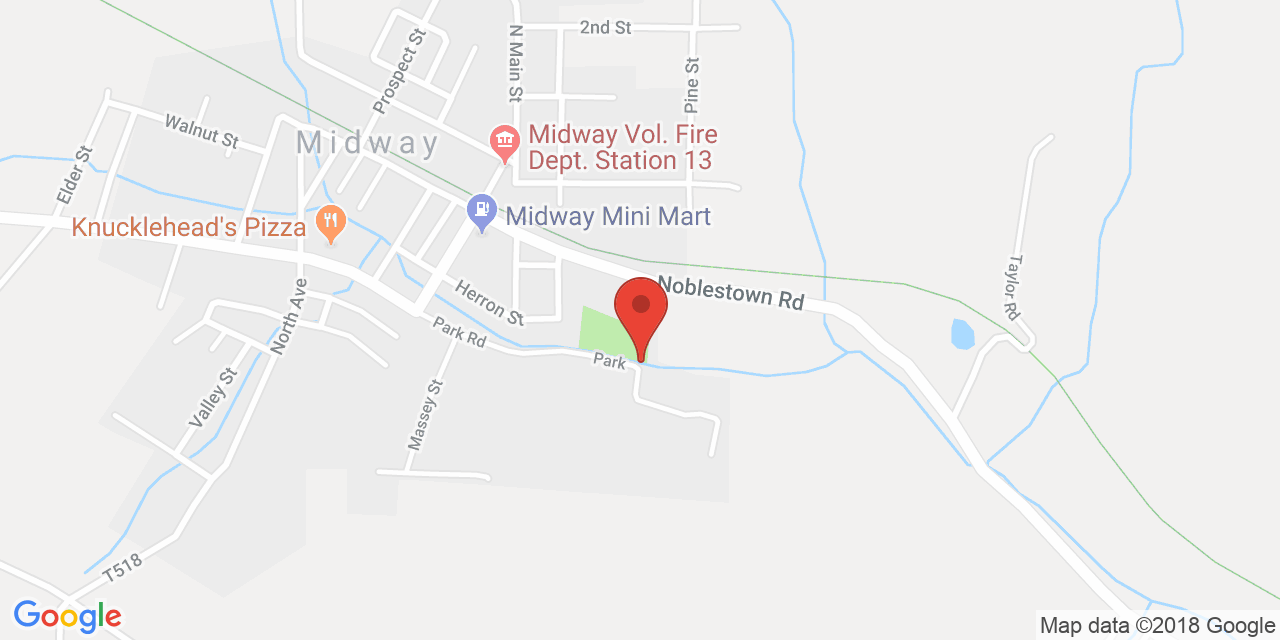 2nd St
N Main St
Prospect St
Pine St
Walnut St
Midway
Midway Vol. Fire
Dept. Station 13
Elder St
Knucklehead's Pizza
Midway Mini Mart
Taylor Rd
Noblestown Rd
Herron St
North Ave
Park Rd
Park
Valley St
Massey St
T518
Google
Map data ©2018 Google